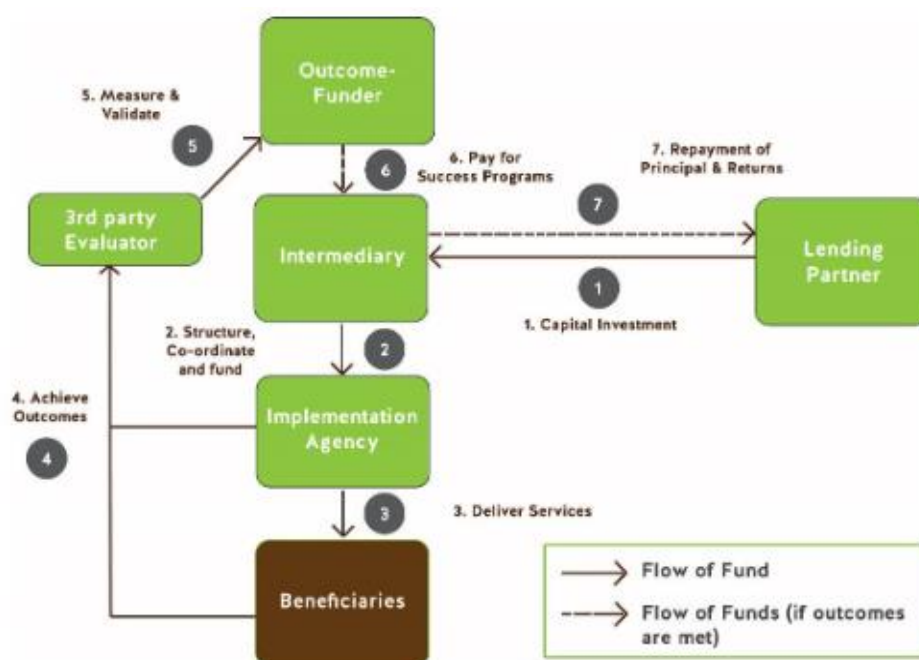 Outcome-
Funder
5. Measure &
Validate
5
6
6. Pay for
Success Programs
7. Repayment of
Principal & Returns
7
3rd party
Evaluator
Intermediary
Lending
Partner
1
1. Capital Investment
2. Structure,
Co-ordinate
and fund
2
4. Achieve
Outcomes
4
Implementation
Agency
3
3. Deliver Services
Beneficiaries
Flow of Fund
Flow of Funds (if outcomes
are met)